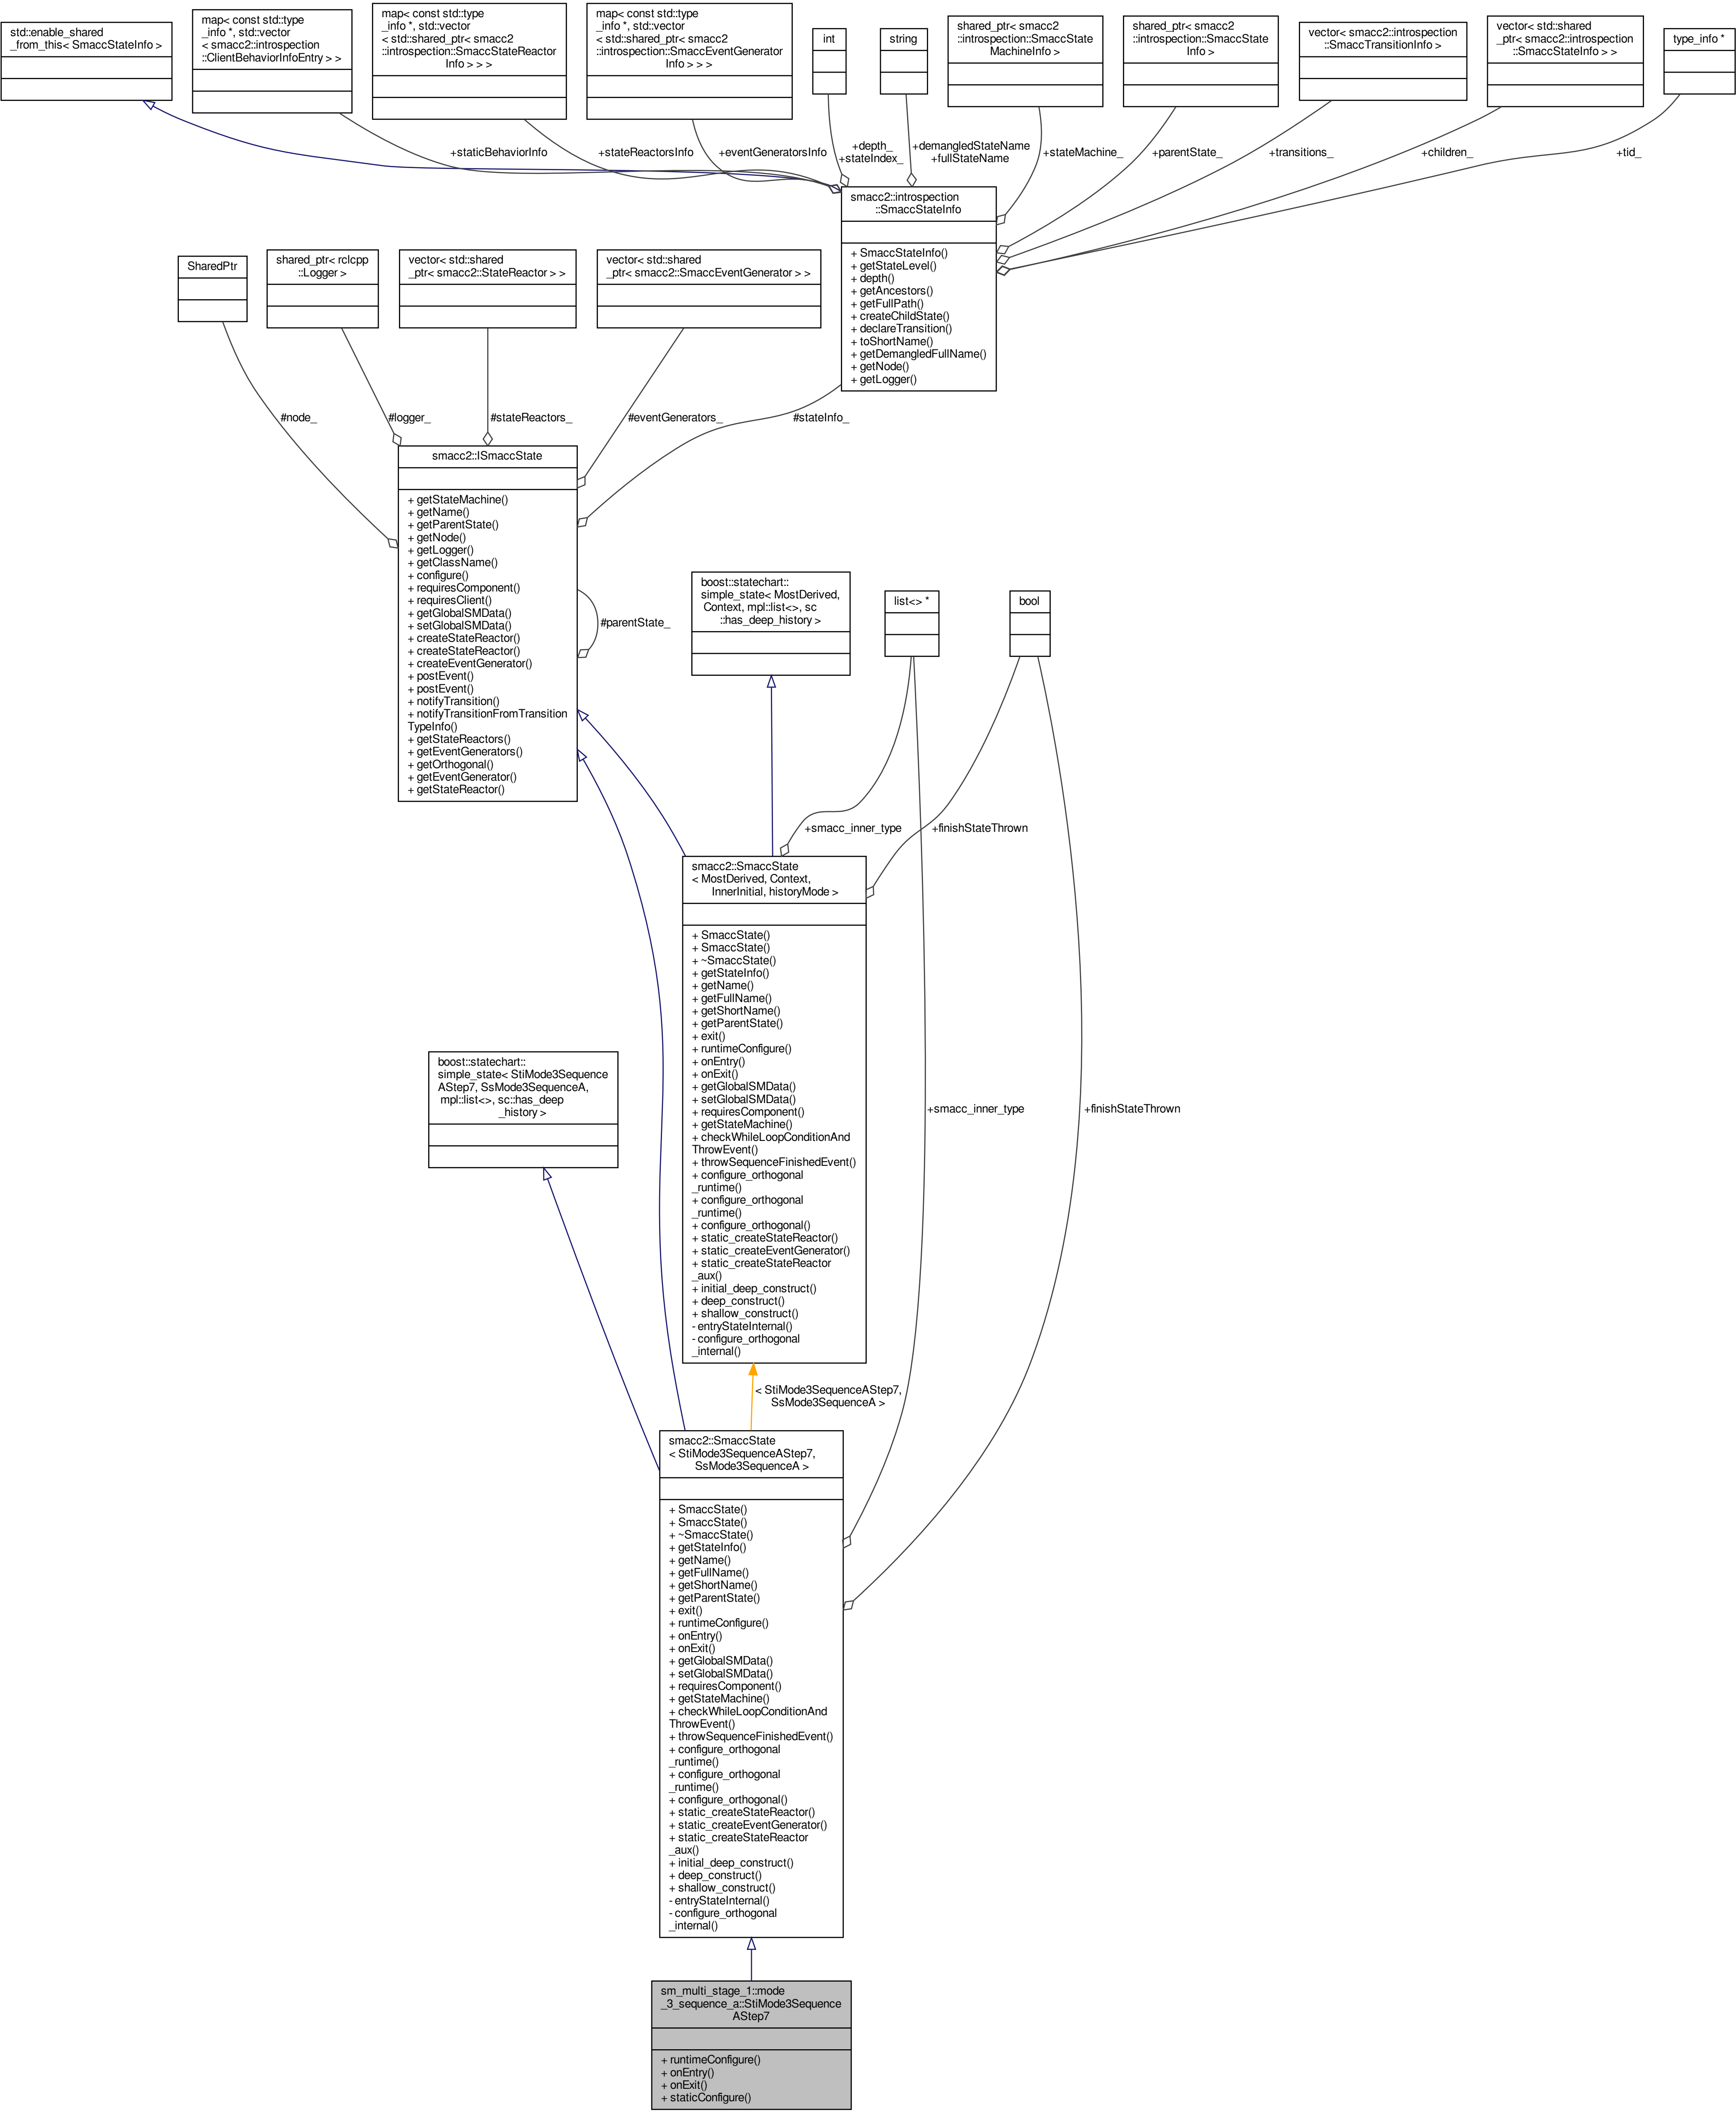 std::enable_shared
_from_this< SmaccStateInfo >
map< const std::type
_info *, std::vector
< smacc2::introspection
::ClientBehaviorInfoEntry > >
map< const std::type
_info *, std::vector
< std::shared_ptr< smacc2
::introspection::SmaccStateReactor
Info > > >
map< const std::type
_info *, std::vector
< std::shared_ptr< smacc2
::introspection::SmaccEventGenerator
Info > > >
int
string
shared_ptr< smacc2
::introspection::SmaccState
MachineInfo >
shared_ptr< smacc2
::introspection::SmaccState
Info >
vector< smacc2::introspection
::SmaccTransitionInfo >
vector< std::shared
_ptr< smacc2::introspection
::SmaccStateInfo > >
type_info *
+staticBehaviorInfo
+stateReactorsInfo
+eventGeneratorsInfo
+depth_
+stateIndex_
+demangledStateName
+fullStateName
+stateMachine_
+parentState_
+transitions_
+children_
+tid_
smacc2::introspection
::SmaccStateInfo
+ SmaccStateInfo()
+ getStateLevel()
+ depth()
+ getAncestors()
+ getFullPath()
+ createChildState()
+ declareTransition()
+ toShortName()
+ getDemangledFullName()
+ getNode()
+ getLogger()
SharedPtr
shared_ptr< rclcpp
::Logger >
vector< std::shared
_ptr< smacc2::StateReactor > >
vector< std::shared
_ptr< smacc2::SmaccEventGenerator > >
#node_
#logger_
#stateReactors_
#eventGenerators_
#stateInfo_
smacc2::ISmaccState
+ getStateMachine()
+ getName()
+ getParentState()
+ getNode()
+ getLogger()
+ getClassName()
+ configure()
+ requiresComponent()
+ requiresClient()
+ getGlobalSMData()
+ setGlobalSMData()
+ createStateReactor()
+ createStateReactor()
+ createEventGenerator()
+ postEvent()
+ postEvent()
+ notifyTransition()
+ notifyTransitionFromTransition
TypeInfo()
+ getStateReactors()
+ getEventGenerators()
+ getOrthogonal()
+ getEventGenerator()
+ getStateReactor()
#parentState_
boost::statechart::
simple_state< MostDerived,
Context, mpl::list<>, sc
::has_deep_history >
list<> *
bool
+smacc_inner_type
+finishStateThrown
smacc2::SmaccState
< MostDerived, Context,
InnerInitial, historyMode >
+ SmaccState()
+ SmaccState()
+ ~SmaccState()
+ getStateInfo()
+ getName()
+ getFullName()
+ getShortName()
+ getParentState()
+ exit()
+ runtimeConfigure()
+ onEntry()
+ onExit()
+ getGlobalSMData()
+ setGlobalSMData()
+ requiresComponent()
+ getStateMachine()
+ checkWhileLoopConditionAnd
ThrowEvent()
+ throwSequenceFinishedEvent()
+ configure_orthogonal
_runtime()
+ configure_orthogonal
_runtime()
+ configure_orthogonal()
+ static_createStateReactor()
+ static_createEventGenerator()
+ static_createStateReactor
_aux()
+ initial_deep_construct()
+ deep_construct()
+ shallow_construct()
- entryStateInternal()
- configure_orthogonal
_internal()
boost::statechart::
simple_state< StiMode3Sequence
AStep7, SsMode3SequenceA,
mpl::list<>, sc::has_deep
_history >
+smacc_inner_type
+finishStateThrown
< StiMode3SequenceAStep7,
SsMode3SequenceA >
smacc2::SmaccState
< StiMode3SequenceAStep7,
SsMode3SequenceA >
+ SmaccState()
+ SmaccState()
+ ~SmaccState()
+ getStateInfo()
+ getName()
+ getFullName()
+ getShortName()
+ getParentState()
+ exit()
+ runtimeConfigure()
+ onEntry()
+ onExit()
+ getGlobalSMData()
+ setGlobalSMData()
+ requiresComponent()
+ getStateMachine()
+ checkWhileLoopConditionAnd
ThrowEvent()
+ throwSequenceFinishedEvent()
+ configure_orthogonal
_runtime()
+ configure_orthogonal
_runtime()
+ configure_orthogonal()
+ static_createStateReactor()
+ static_createEventGenerator()
+ static_createStateReactor
_aux()
+ initial_deep_construct()
+ deep_construct()
+ shallow_construct()
- entryStateInternal()
- configure_orthogonal
_internal()
sm_multi_stage_1::mode
_3_sequence_a::StiMode3Sequence
AStep7
+ runtimeConfigure()
+ onEntry()
+ onExit()
+ staticConfigure()